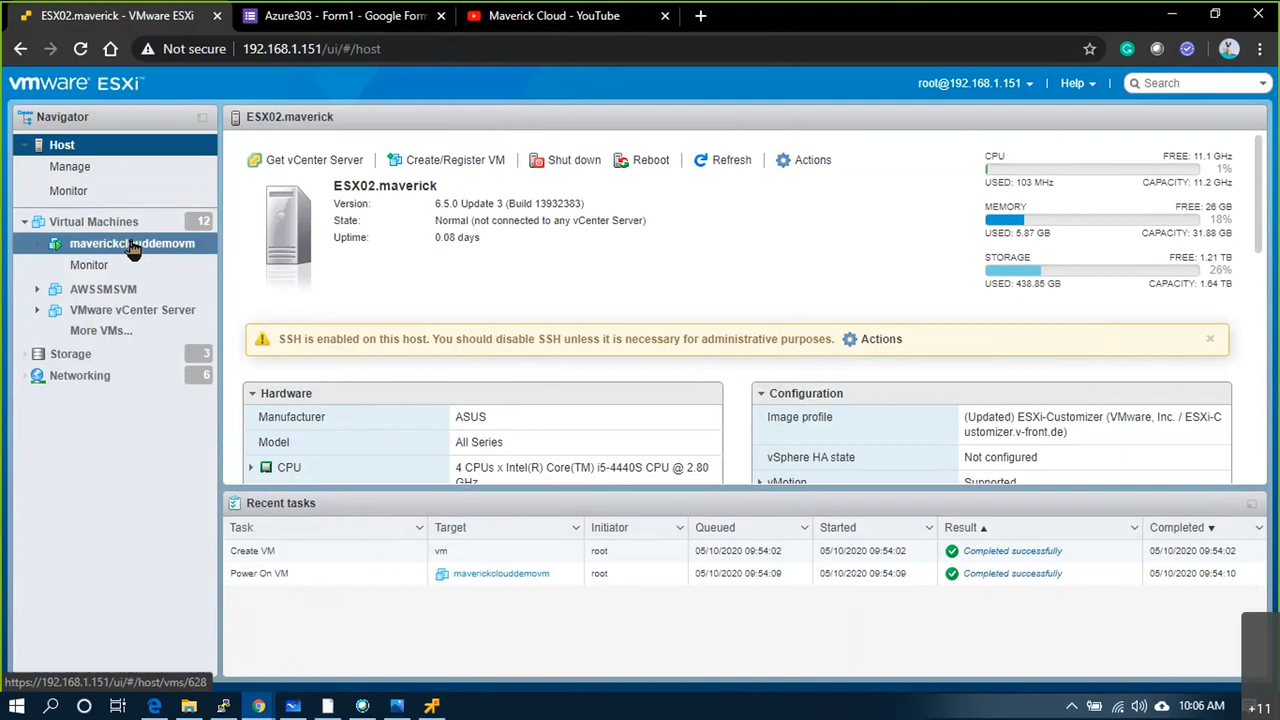 ESX02.maverick - VMware ESXi
Azure303 - Form1 - Google Form
Maverick Cloud - YouTube
Not secure
192.168.1.151/ui/#/host
vmware ESXi™
root@192.168.1.151
Help
Search
Navigator
Host
Manage
Monitor
Virtual Machines
12
maverickclouddemovm
Monitor
AWSSMSVM
VMware vCenter Server
More VMs...
Storage
3
Networking
6
ESX02.maverick
Get vCenter Server
Create/Register VM
Shut down
Reboot
Refresh
Actions
ESX02.maverick
Version: 6.5.0 Update 3 (Build 13932383)
State: Normal (not connected to any vCenter Server)
Uptime: 0.08 days
CPU FREE: 11.1 GHz
1%
USED: 103 MHz CAPACITY: 11.2 GHz
MEMORY FREE: 26 GB
18%
USED: 5.87 GB CAPACITY: 31.88 GB
STORAGE FREE: 1.21 TB
26%
USED: 438.85 GB CAPACITY: 1.64 TB
SSH is enabled on this host. You should disable SSH unless it is necessary for administrative purposes. Actions
Hardware
Manufacturer ASUS
Model All Series
CPU 4 CPUs x Intel(R) Core(TM) i5-4440S CPU @ 2.80
GHz
Configuration
Image profile (Updated) ESXi-Customizer (VMware, Inc. / ESXi-C
ustomizer.v-front.de)
vSphere HA state Not configured
vMotion Supported
Recent tasks
Task Target Initiator Queued Started Result Completed
Create VM vm root 05/10/2020 09:54:02 05/10/2020 09:54:02 Completed successfully 05/10/2020 09:54:02
Power On VM maverickclouddemovm root 05/10/2020 09:54:09 05/10/2020 09:54:09 Completed successfully 05/10/2020 09:54:10
https://192.168.1.151/ui/#/host/vms/628
10:06 AM
+11